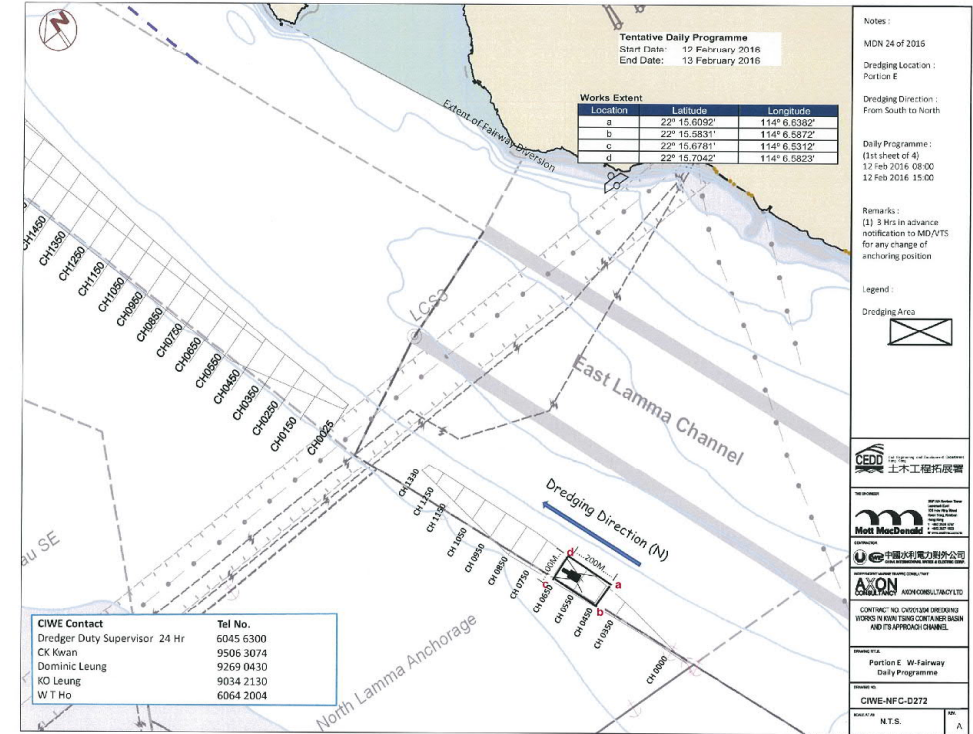 N
Tentative Daily Programme
Start Date: 12 February 2016
End Date: 13 February 2016
Works Extent
Location Latitude Longitude
a 22° 15.6092' 114° 6.6382'
b 22° 15.5831' 114° 6.5872'
c 22° 15.6781' 114° 6.5312'
d 22° 15.7042' 114° 6.5823'
Extent of Fairway Diversion
LCS3
East Lamma Channel
CH1450
CH1350
CH1250
CH1150
CH1050
CH0950
CH0850
CH0750
CH0650
CH0550
CH0450
CH0350
CH0250
CH0150
CH0025
CH 1330
CH 1250
CH 1150
CH 1050
CH 0950
CH 0850
CH 0750
CH 0650
CH 0550
CH 0450
CH 0350
CH 0000
Dredging Direction (N)
d
...200M...
100M
a
c
b
au SE
North Lamma Anchorage
CIWE Contact Tel No.
Dredger Duty Supervisor 24 Hr 6045 6300
CK Kwan 9506 3074
Dominic Leung 9269 0430
KO Leung 9034 2130
W T Ho 6064 2004
Notes :
MDN 24 of 2016
Dredging Location :
Portion E
Dredging Direction :
From South to North
Daily Programme :
(1st sheet of 4)
12 Feb 2016 08:00
12 Feb 2016 15:00
Remarks :
(1) 3 Hrs in advance
notification to MD/VTS
for any change of
anchoring position
Legend :
Dredging Area
CEDD
土木工程拓展署
Mott MacDonald
中國水利電力對外公司
AXON
CONSULTANCY AXON CONSULTANCY LTD
CONTRACT NO. CV/2013/04 DREDGING
WORKS IN KWAI TSING CONTAINER BASIN
AND ITS APPROACH CHANNEL
Portion E W-Fairway
Daily Programme
CIWE-NFC-D272
N.T.S.
A